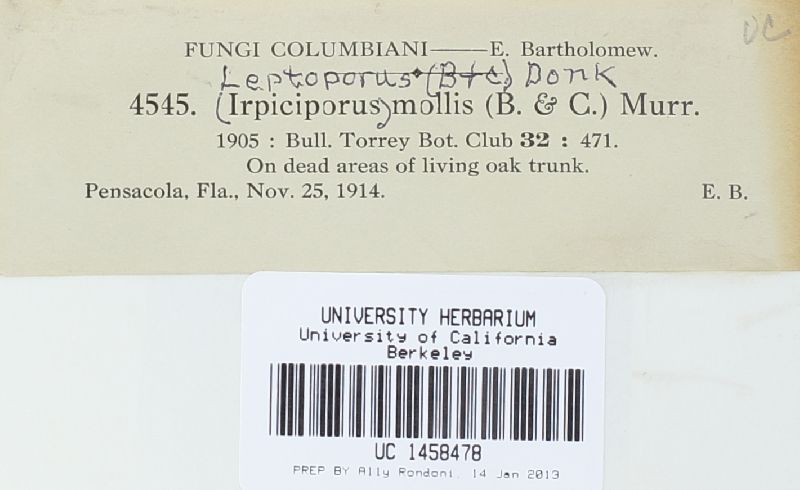 UC
FUNGI COLUMBIANI——E. Bartholomew.
Leptoporus (B+C) Donk
4545. (Irpiciporus) mollis (B. & C.) Murr.
1905 : Bull. Torrey Bot. Club 32 : 471.
On dead areas of living oak trunk.
Pensacola, Fla., Nov. 25, 1914. E. B.
UNIVERSITY HERBARIUM
University of California
Berkeley
UC 1458478
PREP BY Ally Rondoni. 14 Jan 2013